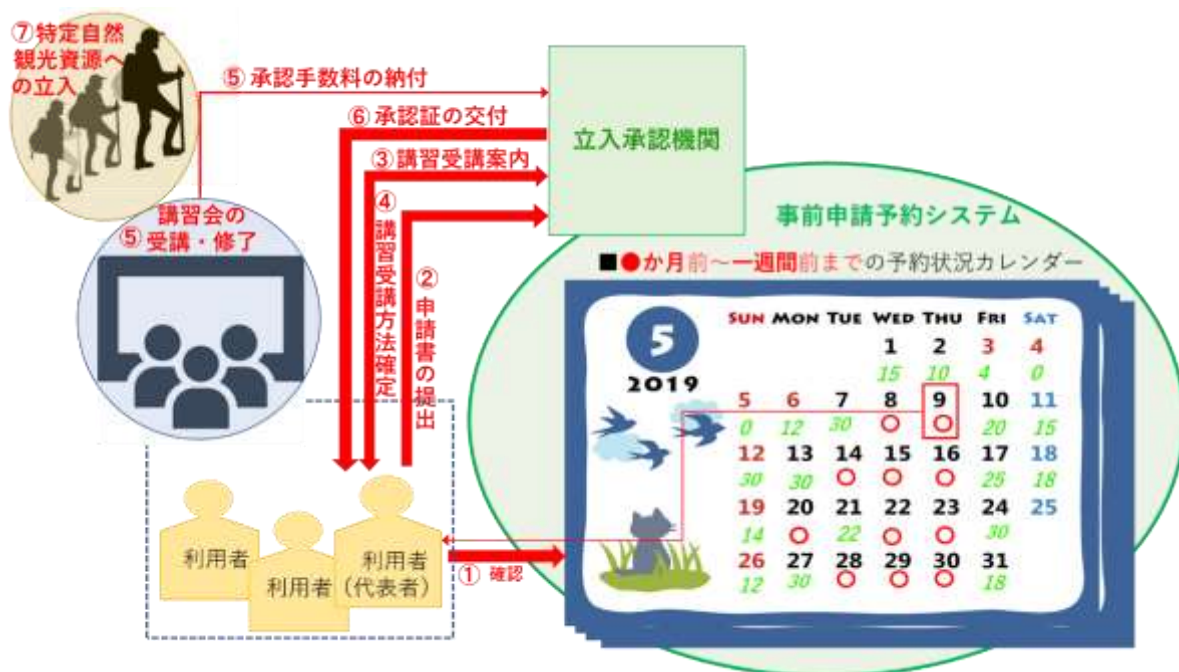 ⑦特定自然
観光資源へ
の立入
⑤承認手数料の納付
⑥承認証の交付
③講習受講案内
④講習受講方法確定
②申請書の提出
立入承認機関
講習会の
⑤受講・修了
事前申請予約システム
■●か月前～一週間前までの予約状況カレンダー
5
2019
SUN MON TUE WED THU FRI SAT
1 2 3 4
15 10 4 0
5 6 7 8 9 10 11
0 12 30 ○ ○ 20 15
12 13 14 15 16 17 18
30 30 ○ ○ ○ 25 18
19 20 21 22 23 24 25
14 ○ 22 ○ ○ 30
26 27 28 29 30 31
12 30 ○ ○ ○ 18
利用者
利用者
利用者
（代表者）
①確認